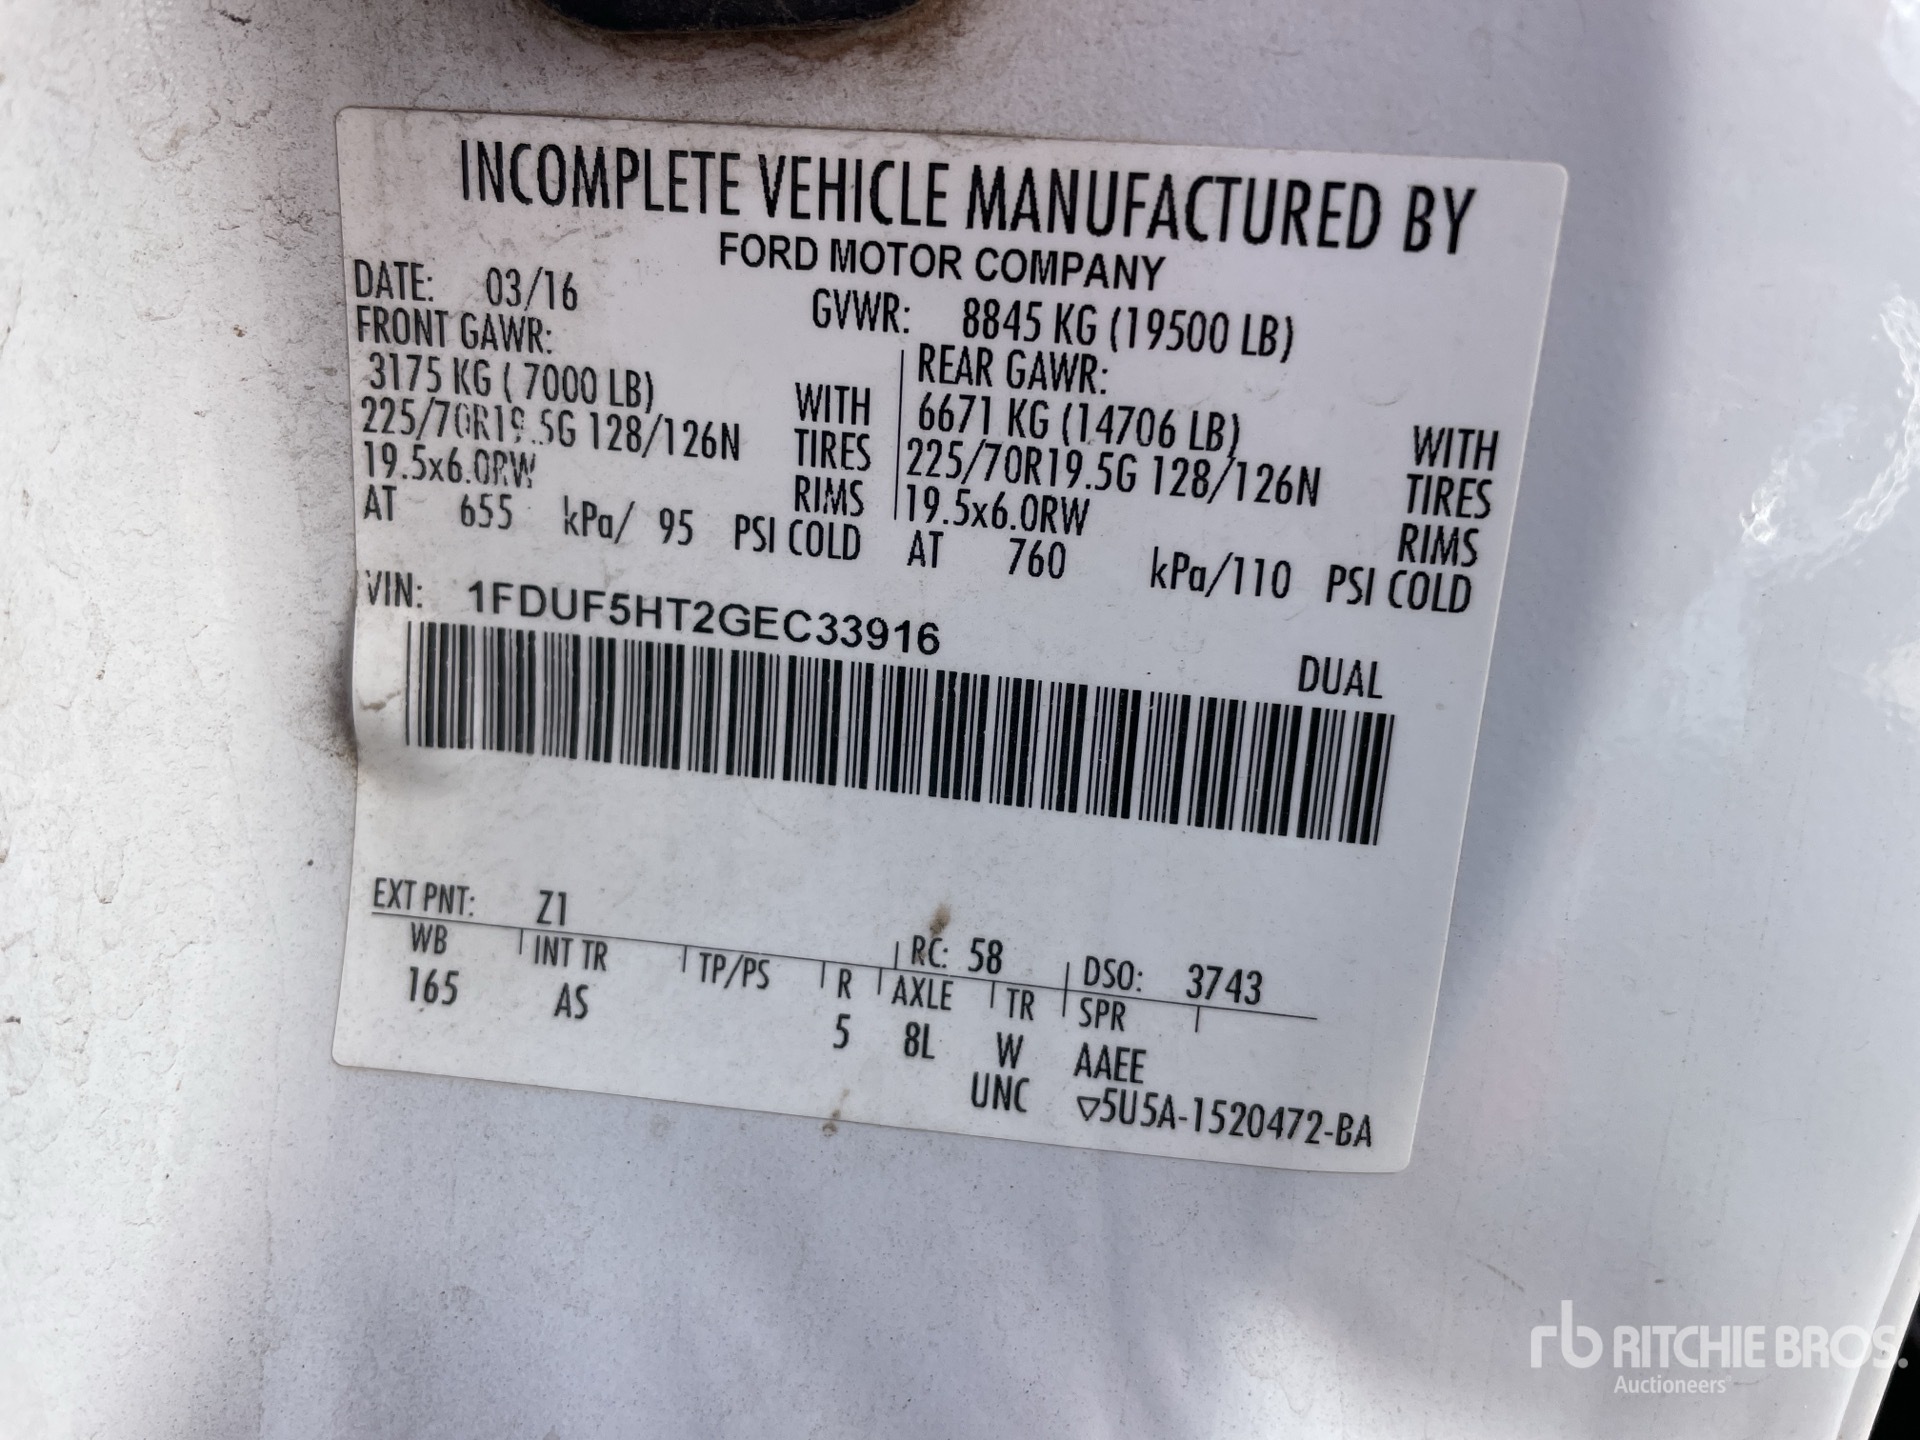 INCOMPLETE VEHICLE MANUFACTURED BY
FORD MOTOR COMPANY
DATE: 03/16 GVWR: 8845 KG (19500 LB)
FRONT GAWR: REAR GAWR:
3175 KG ( 7000 LB) WITH 6671 KG (14706 LB) WITH
225/70R19.5G 128/126N TIRES 225/70R19.5G 128/126N TIRES
19.5x6.0RW RIMS 19.5x6.0RW RIMS
AT 655 kPa/ 95 PSI COLD AT 760 kPa/110 PSI COLD
VIN: 1FDUF5HT2GEC33916
DUAL
EXT PNT: Z1 RC: 58 DSO: 3743
WB INT TR TP/PS R AXLE TR SPR
165 AS 5 8L W AAEE
UNC ▽5U5A-1520472-BA
rb RITCHIE BROS.
Auctioneers